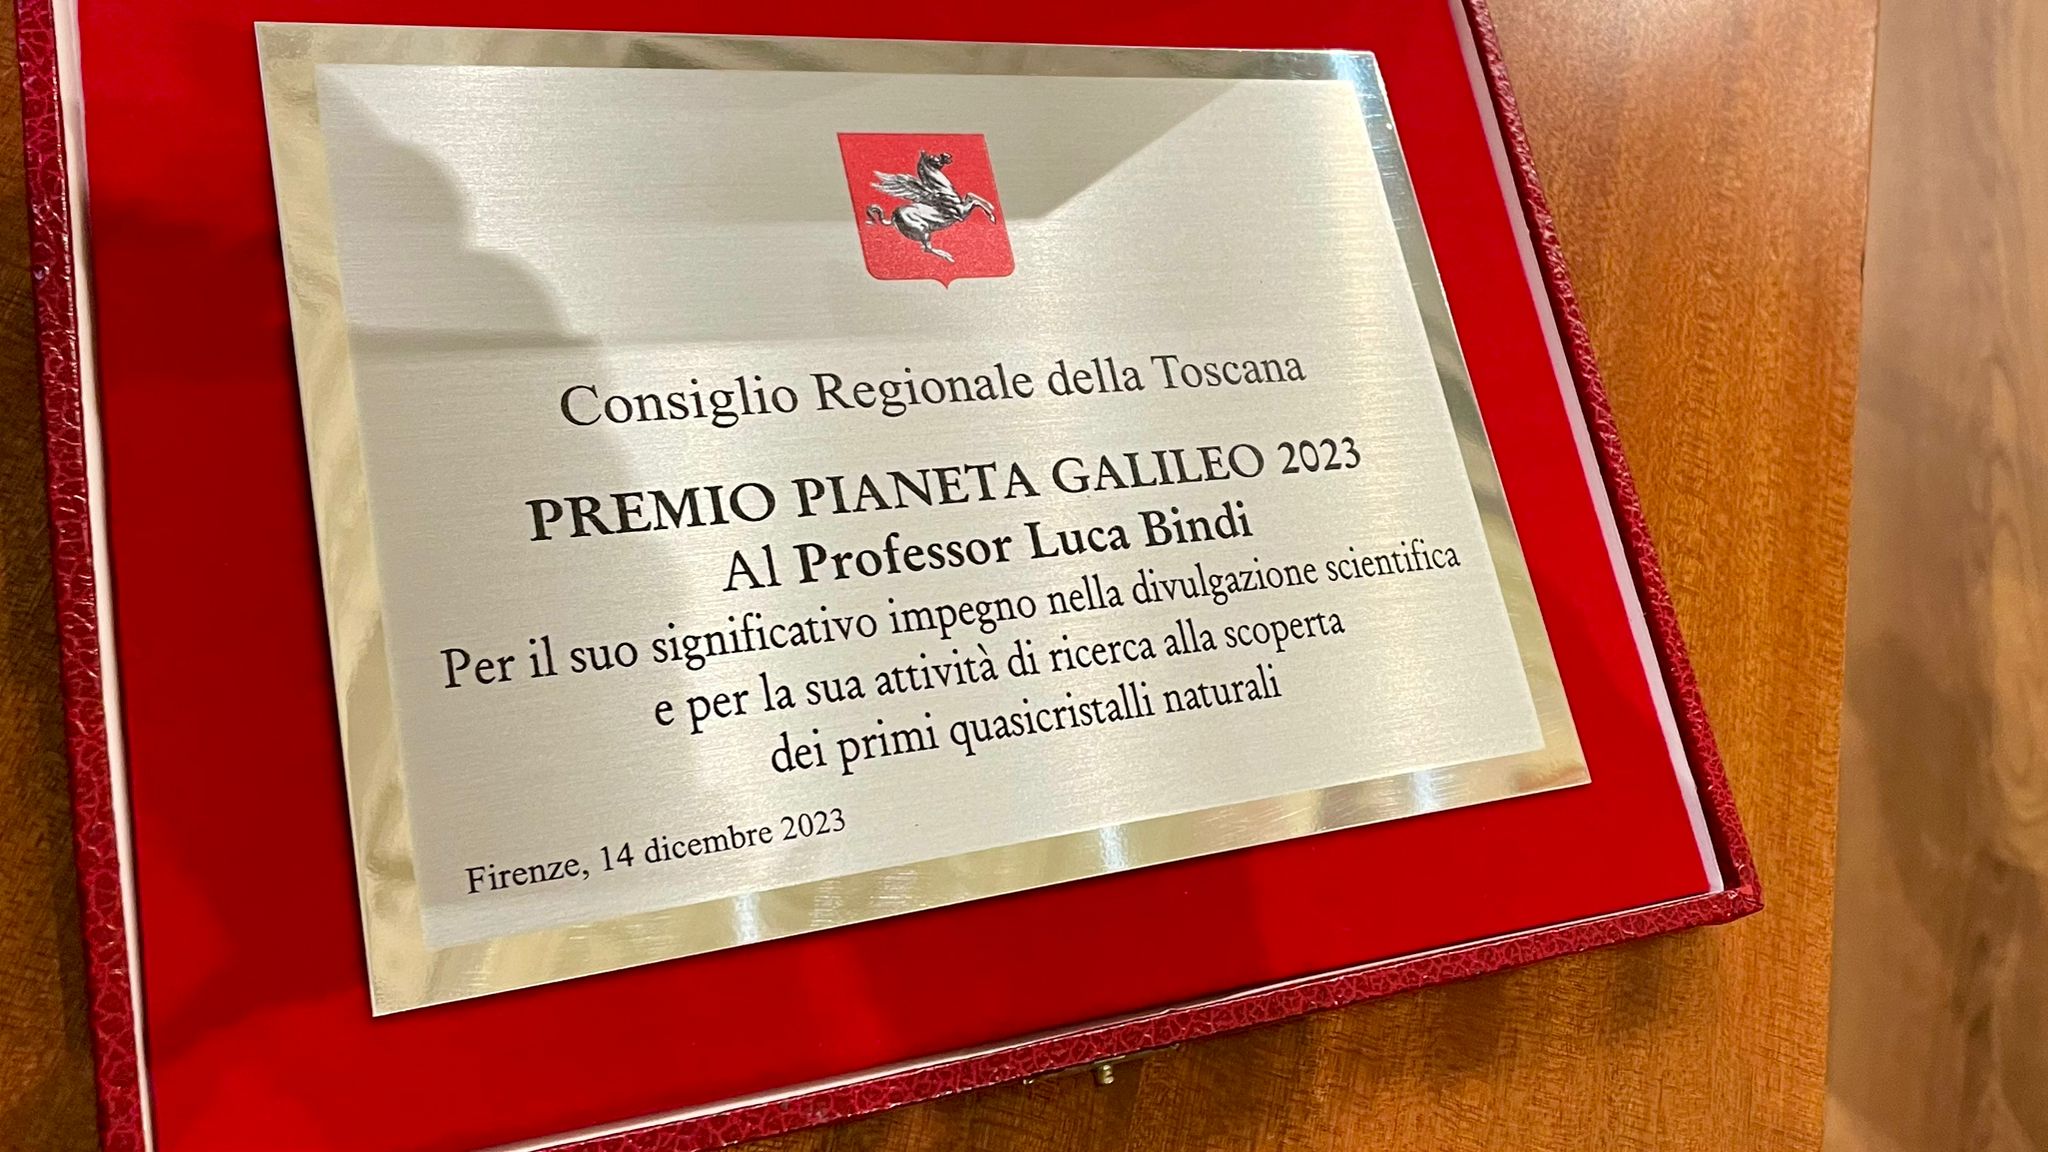 Consiglio Regionale della Toscana
PREMIO PIANETA GALILEO 2023
Al Professor Luca Bindi
Per il suo significativo impegno nella divulgazione scientifica
e per la sua attività di ricerca alla scoperta
dei primi quasicristalli naturali
Firenze, 14 dicembre 2023